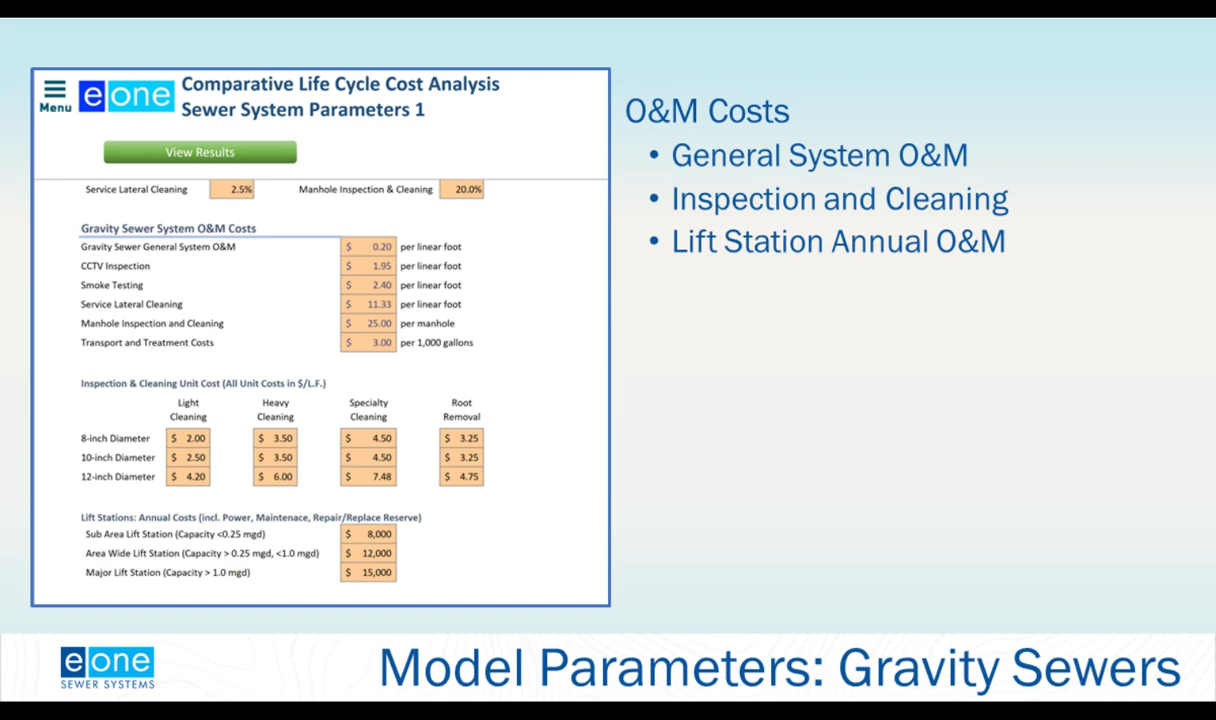 Menu
e one
Comparative Life Cycle Cost Analysis
Sewer System Parameters 1
View Results
Service Lateral Cleaning 2.5% Manhole Inspection & Cleaning 20.0%
Gravity Sewer System O&M Costs
Gravity Sewer General System O&M $ 0.20 per linear foot
CCTV Inspection $ 1.95 per linear foot
Smoke Testing $ 2.40 per linear foot
Service Lateral Cleaning $ 11.33 per linear foot
Manhole Inspection and Cleaning $ 25.00 per manhole
Transport and Treatment Costs $ 3.00 per 1,000 gallons
Inspection & Cleaning Unit Cost (All Unit Costs in $/L.F.)
Light Heavy Specialty Root
Cleaning Cleaning Cleaning Removal
8-inch Diameter $ 2.00 $ 3.50 $ 4.50 $ 3.25
10-inch Diameter $ 2.50 $ 3.50 $ 4.50 $ 3.25
12-inch Diameter $ 4.20 $ 6.00 $ 7.48 $ 4.75
Lift Stations: Annual Costs (incl. Power, Maintenace, Repair/Replace Reserve)
Sub Area Lift Station (Capacity <0.25 mgd) $ 8,000
Area Wide Lift Station (Capacity > 0.25 mgd, <1.0 mgd) $ 12,000
Major Lift Station (Capacity > 1.0 mgd) $ 15,000
O&M Costs
• General System O&M
• Inspection and Cleaning
• Lift Station Annual O&M
e one
SEWER SYSTEMS
Model Parameters: Gravity Sewers